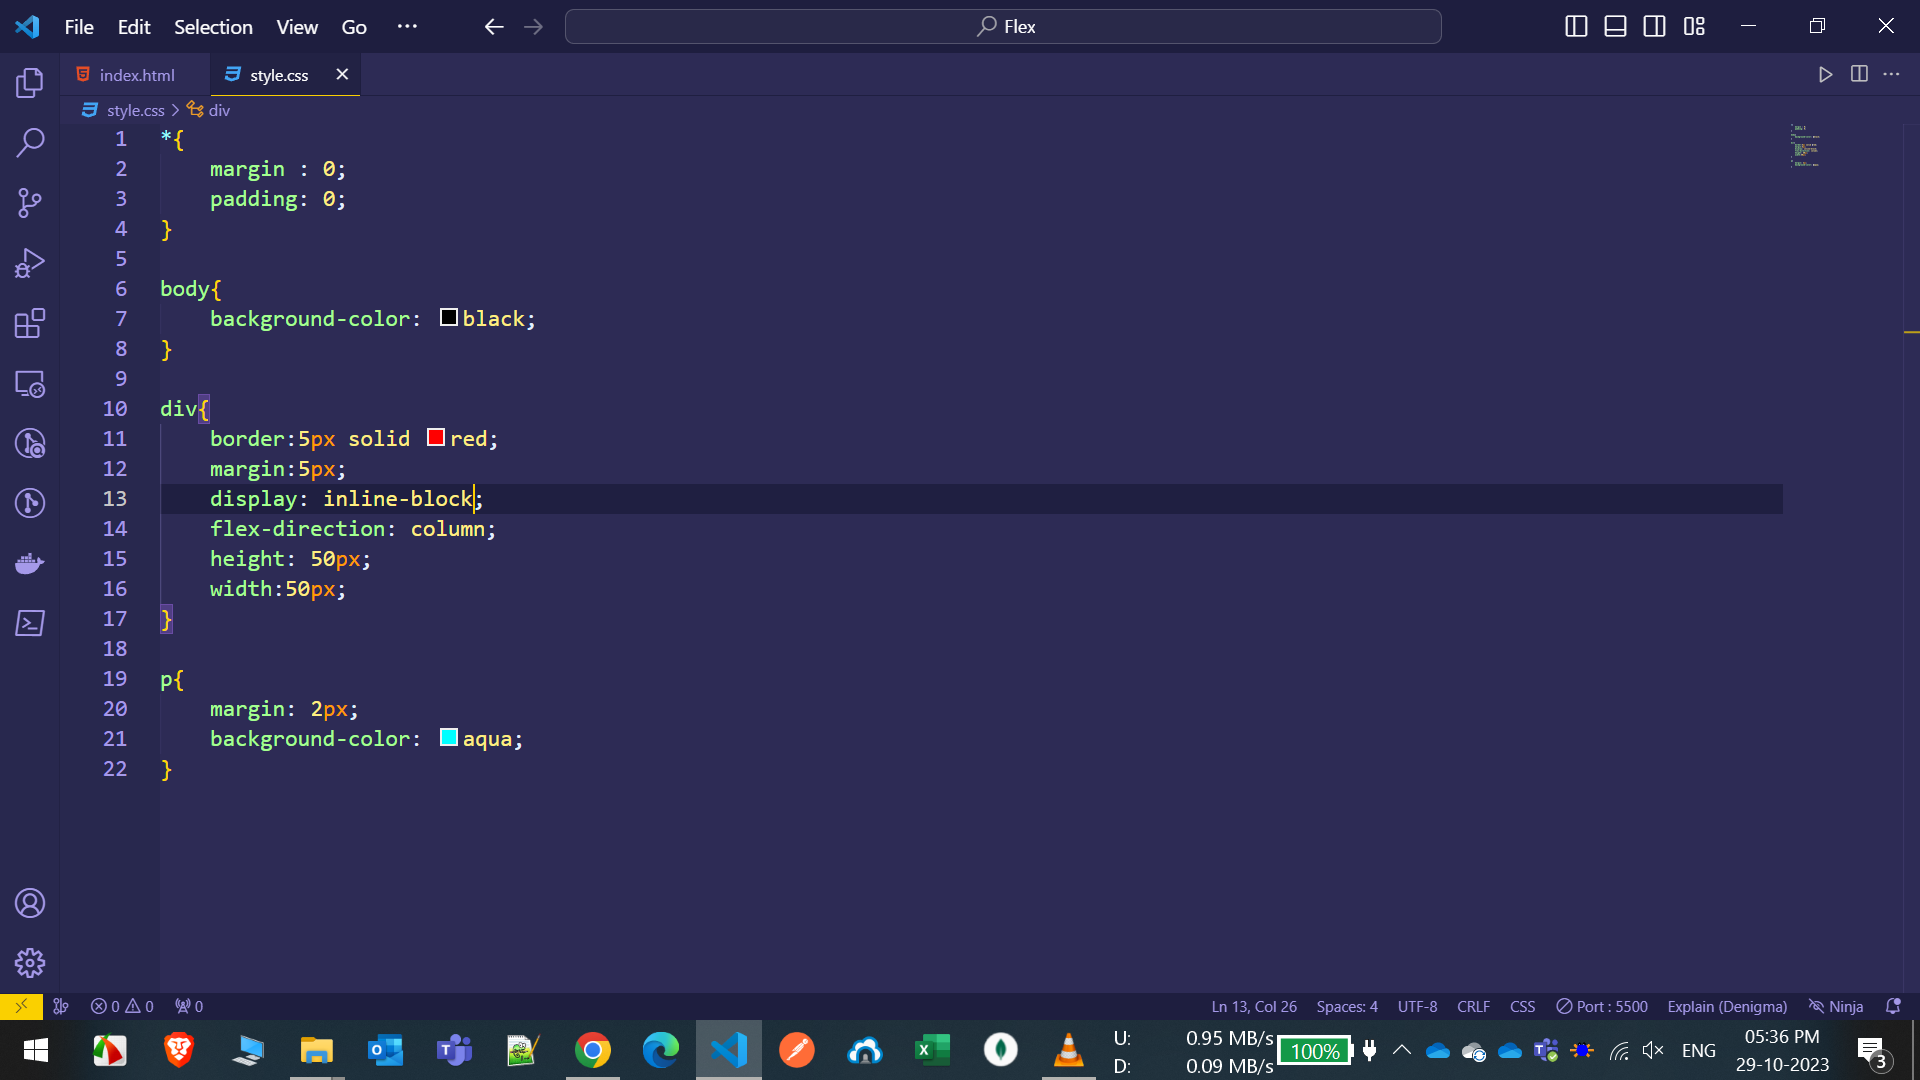 File Edit Selection View Go ··· Flex
index.html style.css
style.css > div
1 *{
2 margin : 0;
3 padding: 0;
4 }
5
6 body{
7 background-color: black;
8 }
9
10 div{
11 border:5px solid red;
12 margin:5px;
13 display: inline-block;
14 flex-direction: column;
15 height: 50px;
16 width:50px;
17 }
18
19 p{
20 margin: 2px;
21 background-color: aqua;
22 }
0 0 0 Ln 13, Col 26 Spaces: 4 UTF-8 CRLF CSS Port : 5500 Explain (Denigma) Ninja
U: 0.95 MB/s
D: 0.09 MB/s
100%
ENG
05:36 PM
29-10-2023
3